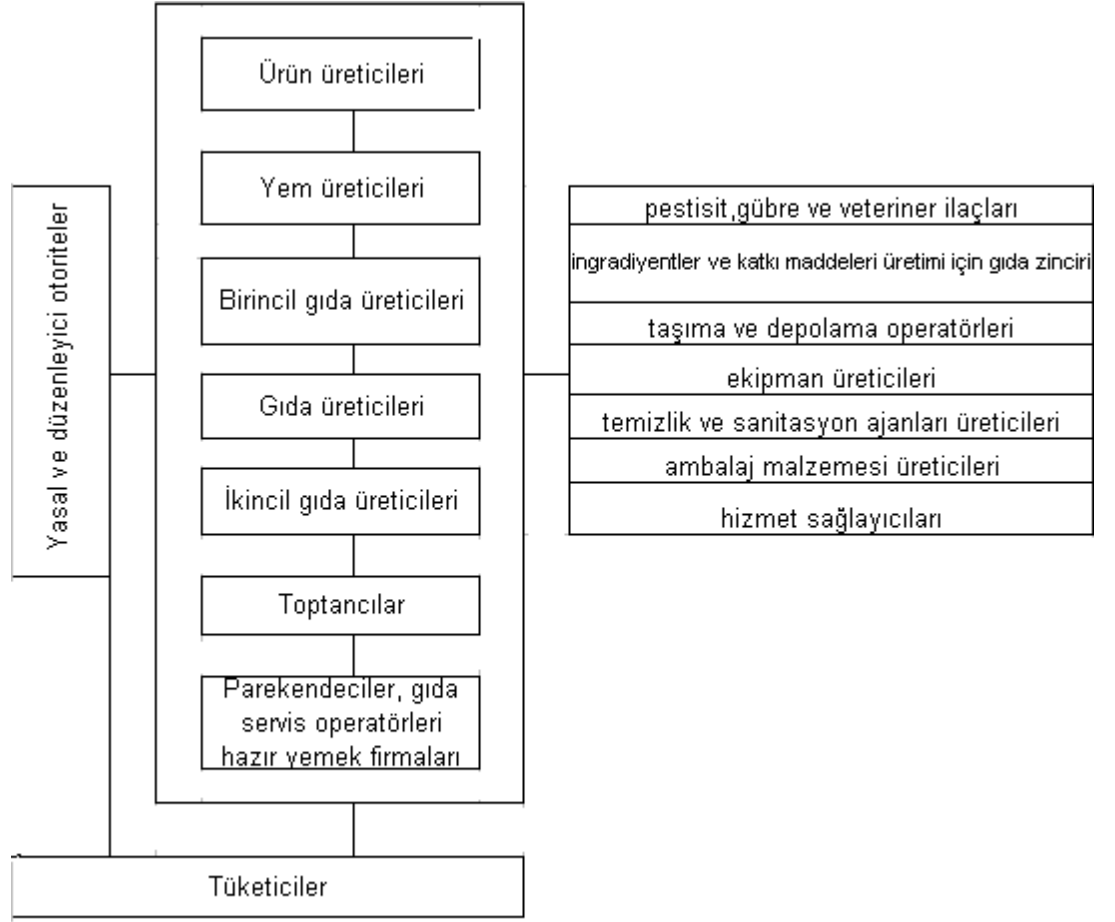 Ürün üreticileri
Yem üreticileri
Birincil gıda üreticileri
Gıda üreticileri
İkincil gıda üreticileri
Toptancılar
Parekendeciler, gıda
servis operatörleri
hazır yemek firmaları
Yasal ve düzenleyici otoriteler
pestisit,gübre ve veteriner ilaçları
ingradiyentler ve katkı maddeleri üretimi için gıda zinciri
taşıma ve depolama operatörleri
ekipman üreticileri
temizlik ve sanitasyon ajanları üreticileri
ambalaj malzemesi üreticileri
hizmet sağlayıcıları
Tüketiciler